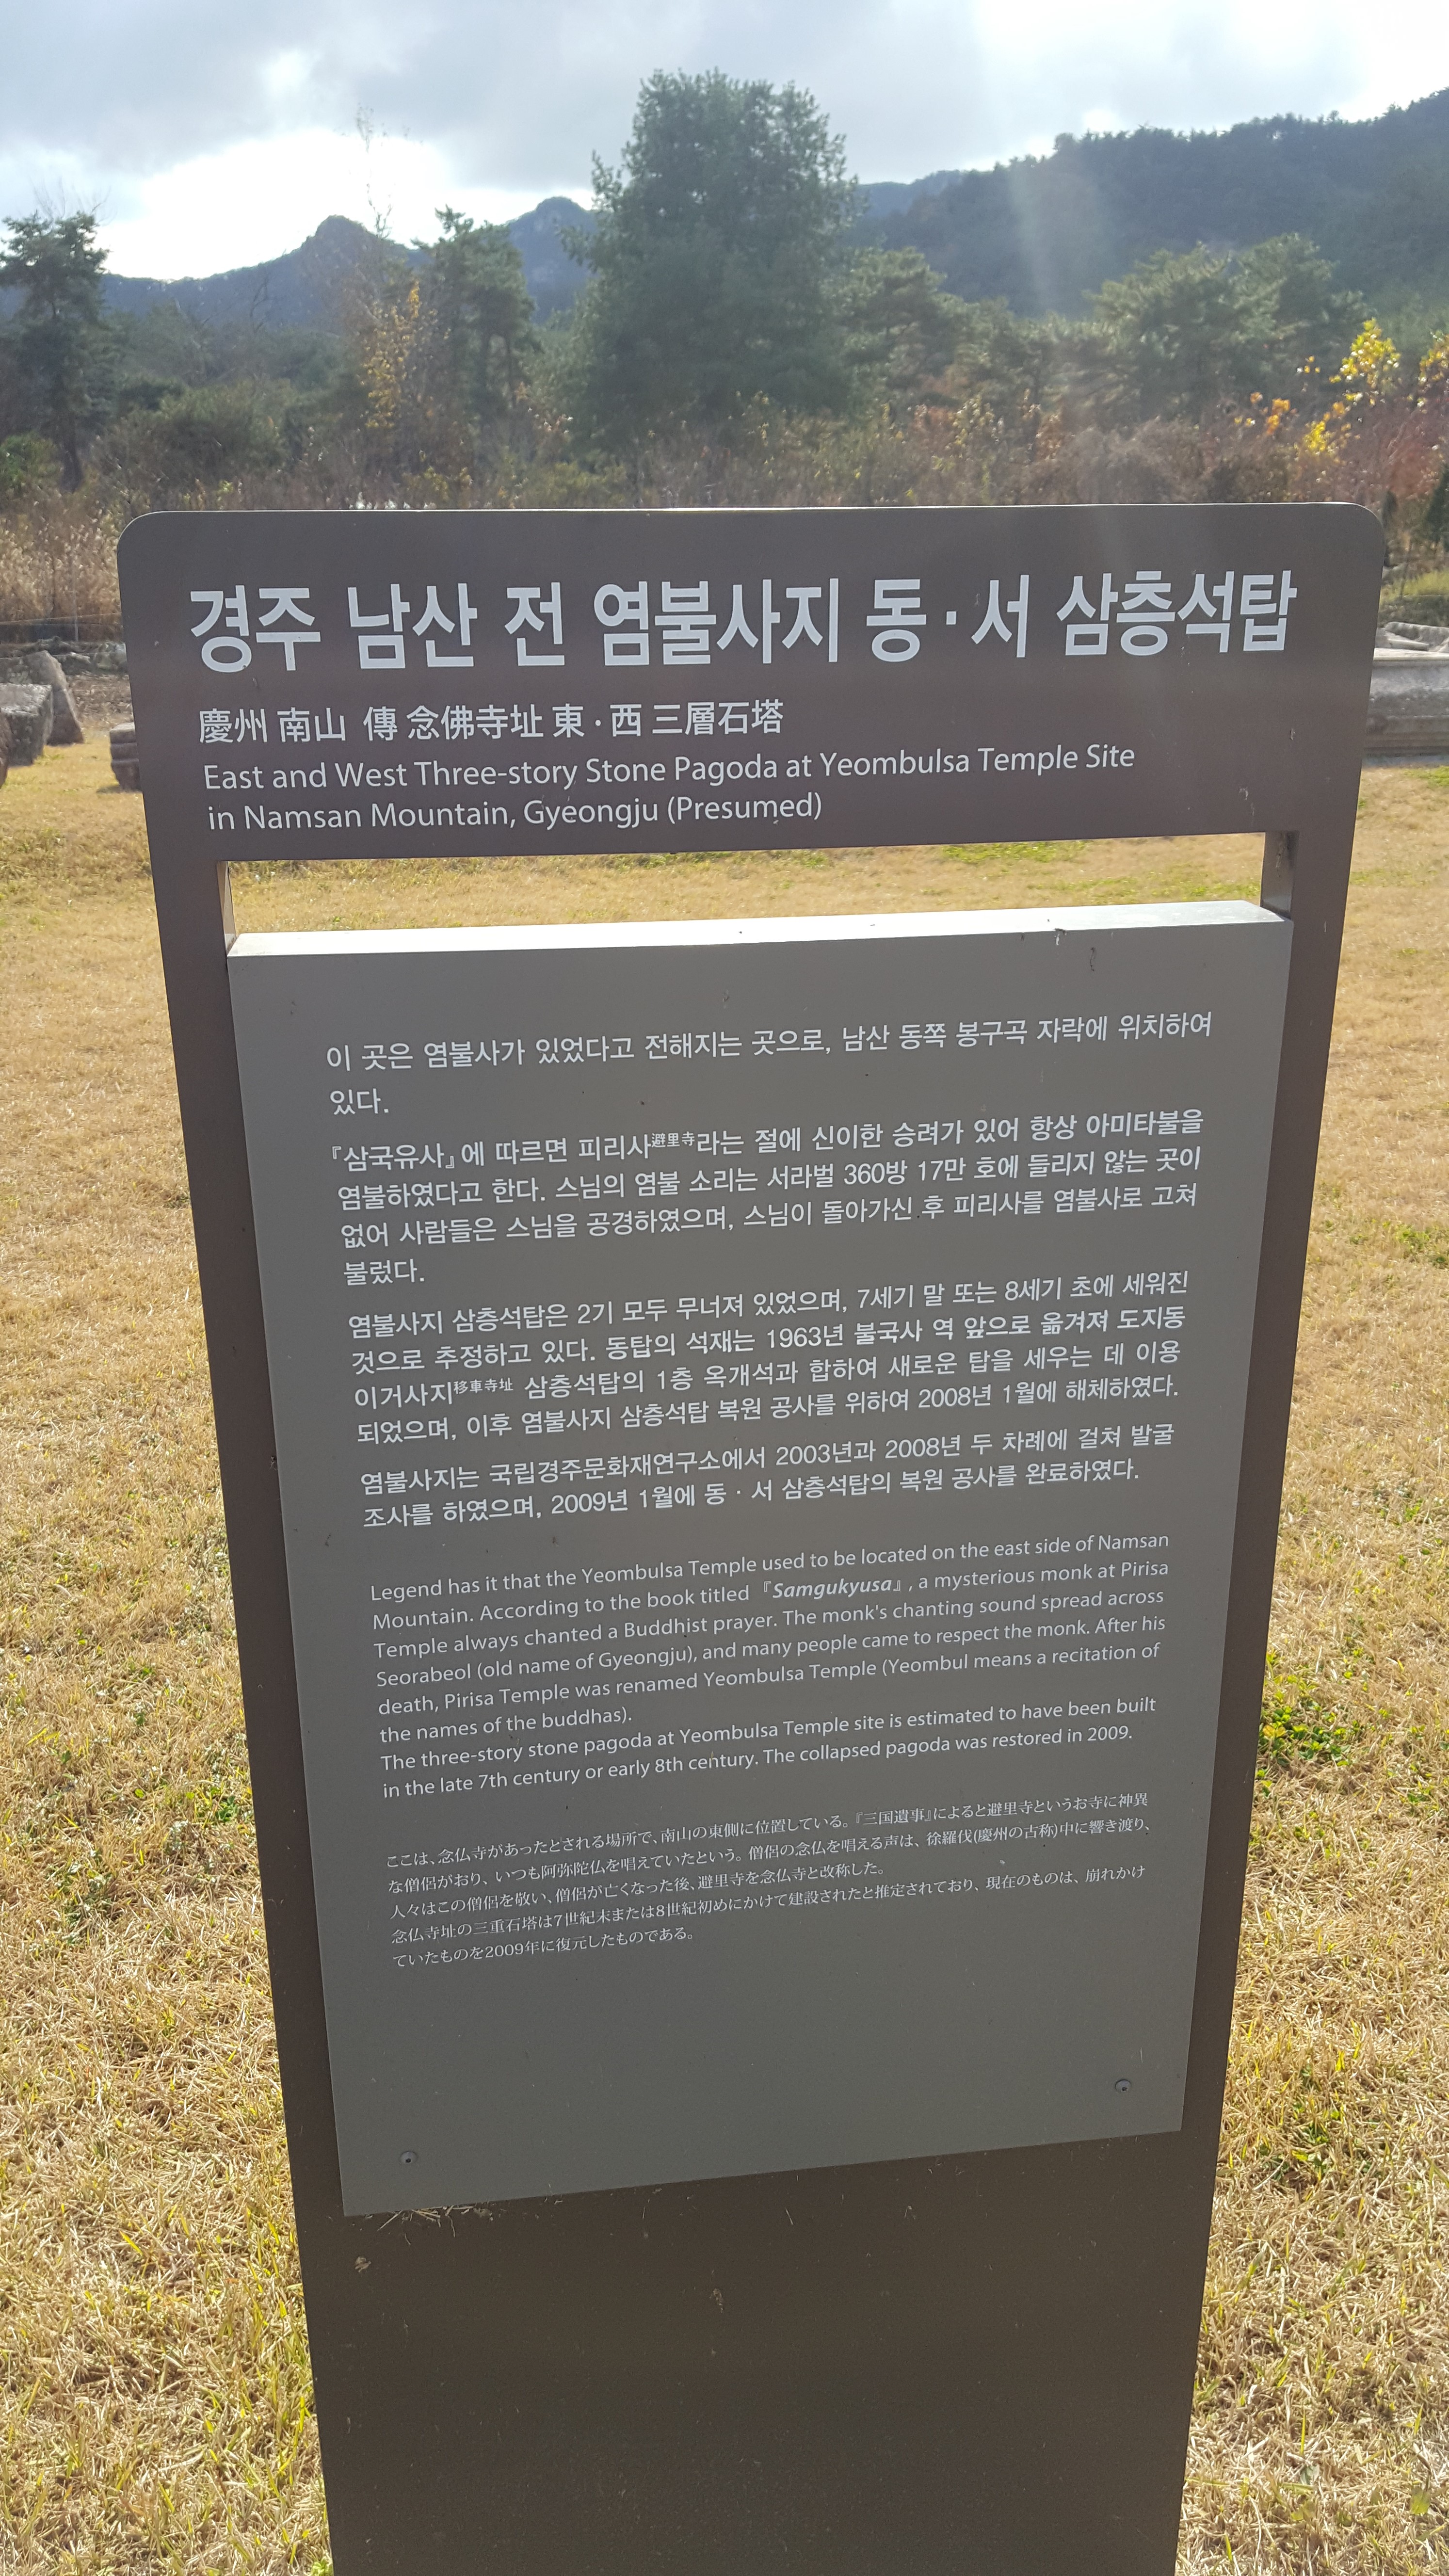 경주 남산 전 염불사지 동·서 삼층석탑
慶州 南山 傳 念佛寺址 東·西 三層石塔
East and West Three-story Stone Pagoda at Yeombulsa Temple Site
in Namsan Mountain, Gyeongju (Presumed)
이 곳은 염불사가 있었다고 전해지는 곳으로, 남산 동쪽 봉구곡 자락에 위치하여
있다.
『삼국유사』에 따르면 피리사避里寺라는 절에 신이한 승려가 있어 항상 아미타불을
염불하였다고 한다. 스님의 염불 소리는 서라벌 360방 17만 호에 들리지 않는 곳이
없어 사람들은 스님을 공경하였으며, 스님이 돌아가신 후 피리사를 염불사로 고쳐
불렀다.
염불사지 삼층석탑은 2기 모두 무너져 있었으며, 7세기 말 또는 8세기 초에 세워진
것으로 추정하고 있다. 동탑의 석재는 1963년 불국사 역 앞으로 옮겨져 도지동
이거사지移車寺址 삼층석탑의 1층 옥개석과 합하여 새로운 탑을 세우는 데 이용
되었으며, 이후 염불사지 삼층석탑 복원 공사를 위하여 2008년 1월에 해체하였다.
염불사지는 국립경주문화재연구소에서 2003년과 2008년 두 차례에 걸쳐 발굴
조사를 하였으며, 2009년 1월에 동·서 삼층석탑의 복원 공사를 완료하였다.
Legend has it that the Yeombulsa Temple used to be located on the east side of Namsan
Mountain. According to the book titled 『Samgukyusa』, a mysterious monk at Pirisa
Temple always chanted a Buddhist prayer. The monk's chanting sound spread across
Seorabeol (old name of Gyeongju), and many people came to respect the monk. After his
death, Pirisa Temple was renamed Yeombulsa Temple (Yeombul means a recitation of
the names of the buddhas).
The three-story stone pagoda at Yeombulsa Temple site is estimated to have been built
in the late 7th century or early 8th century. The collapsed pagoda was restored in 2009.
ここは、念仏寺があったとされる場所で、南山の東側に位置している。『三国遺事』によると避里寺というお寺に神異
な僧侶がおり、いつも阿弥陀仏を唱えていたという。僧侶の念仏を唱える声は、徐羅伐(慶州の古称)中に響き渡り、
人々はこの僧侶を敬い、僧侶が亡くなった後、避里寺を念仏寺と改称した。
念仏寺址の三重石塔は7世紀末または8世紀初めにかけて建設されたと推定されており、現在のものは、崩れかけ
ていたものを2009年に復元したものである。